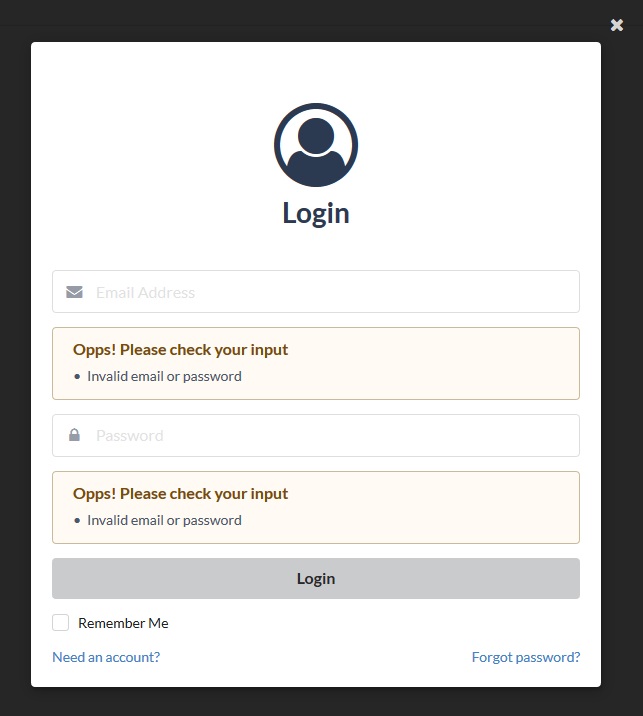 Login
Email Address
Opps! Please check your input
• Invalid email or password
Password
Opps! Please check your input
• Invalid email or password
Login
Remember Me
Need an account? Forgot password?